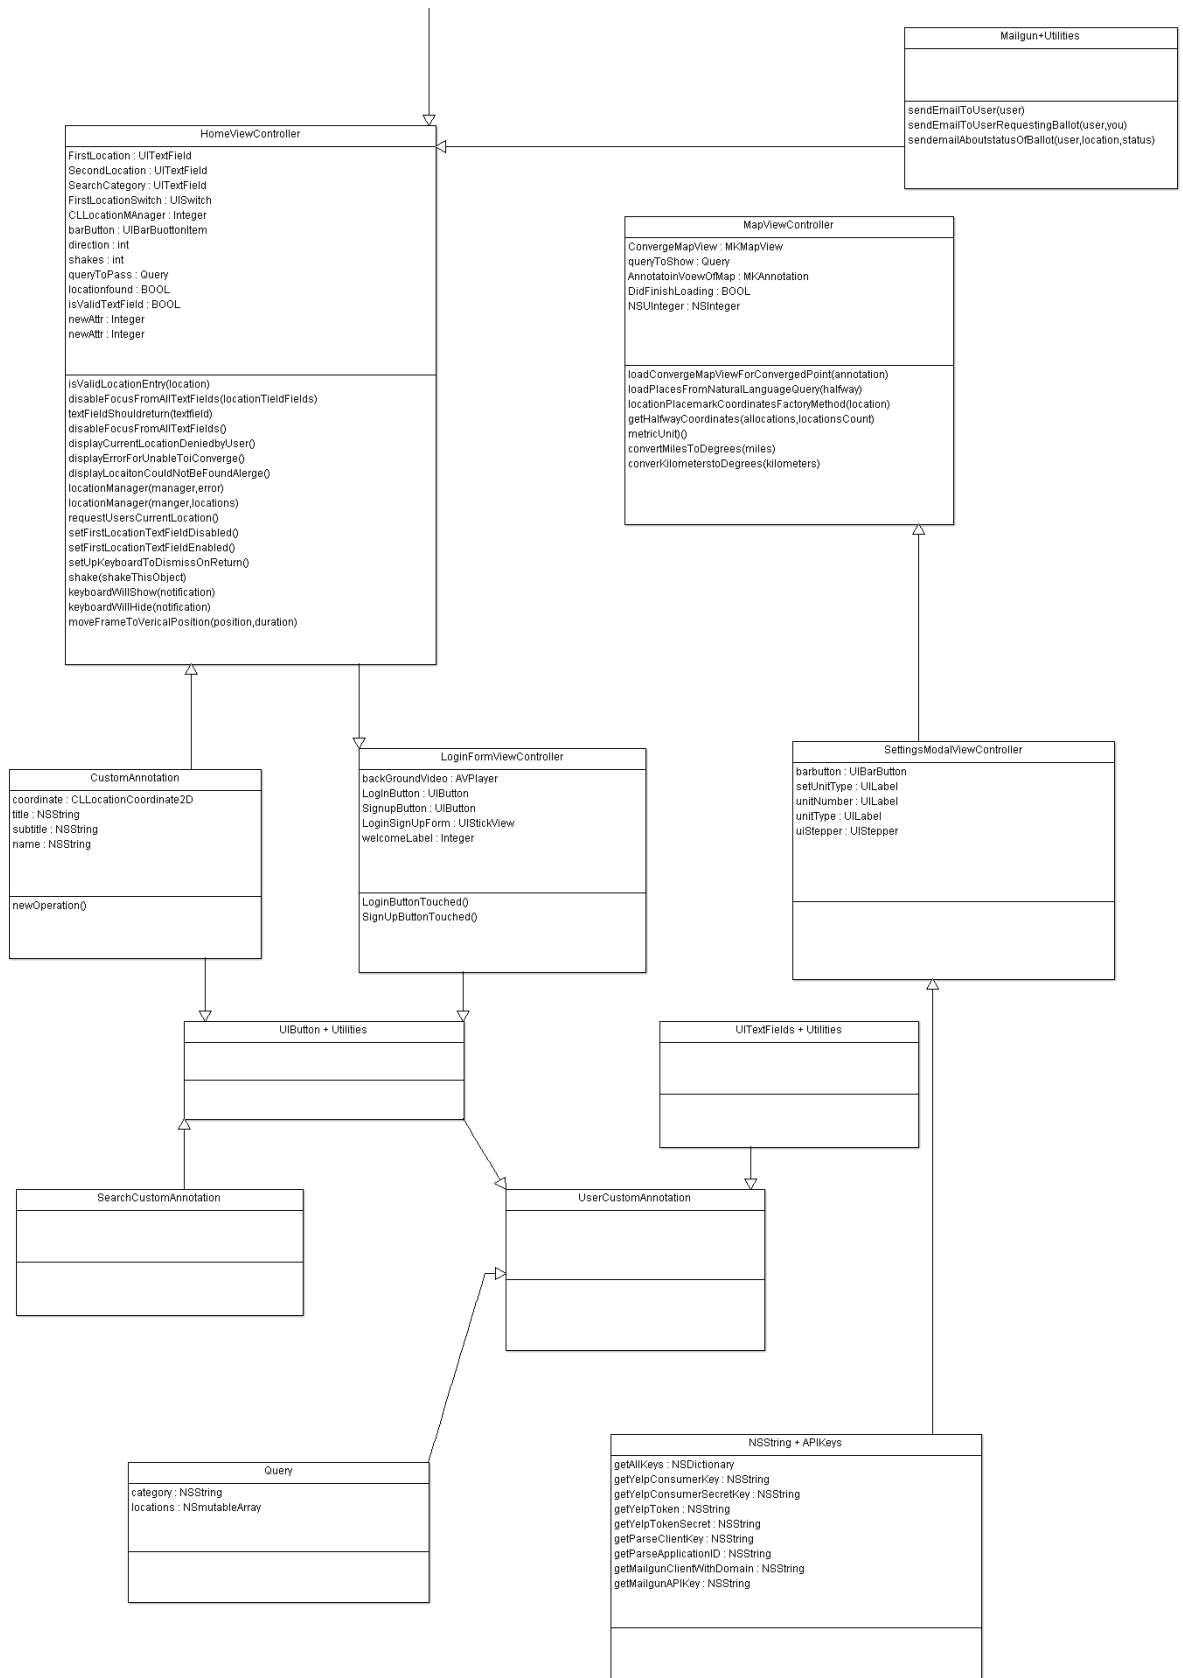 Mailgun+Utilities
sendEmailToUser(user)
sendEmailToUserRequestingBallot(user,you)
sendemailAboutstatusOfBallot(user,location,status)
HomeViewController
FirstLocation : UITextField
SecondLocation : UITextField
SearchCategory : UITextField
FirstLocationSwitch : UISwitch
CLLocationMAnager : Integer
barButton : UIBarBuottonItem
direction : int
shakes : int
queryToPass : Query
locationfound : BOOL
isValidTextField : BOOL
newAttr : Integer
newAttr : Integer
isValidLocationEntry(location)
disableFocusFromAllTextFields(locationTieldFields)
textFieldShouldreturn(textfield)
disableFocusFromAllTextFields()
displayCurrentLocationDeniedbyUser()
displayErrorForUnableToiConverge()
displayLocaitonCouldNotBeFoundAlerge()
locationManager(manager,error)
locationManager(manger,locations)
requestUsersCurrentLocation()
setFirstLocationTextFieldDisabled()
setFirstLocationTextFieldEnabled()
setUpKeyboardToDismissOnReturn()
shake(shakeThisObject)
keyboardWillShow(notification)
keyboardWillHide(notification)
moveFrameToVericalPosition(position,duration)
MapViewController
ConvergeMapView : MKMapView
queryToShow : Query
AnnotatoinVoewOfMap : MKAnnotation
DidFinishLoading : BOOL
NSUInteger : NSInteger
loadConvergeMapViewForConvergedPoint(annotation)
loadPlacesFromNaturalLanguageQuery(halfway)
locationPlacemarkCoordinatesFactoryMethod(location)
getHalfwayCoordinates(allocations,locationsCount)
metricUnit)()
convertMilesToDegrees(miles)
converKilometerstoDegrees(kilometers)
CustomAnnotation
coordinate : CLLocationCoordinate2D
title : NSString
subtitle : NSString
name : NSString
newOperation()
LoginFormViewController
backGroundVideo : AVPlayer
LogInButton : UIButton
SignupButton : UIButton
LoginSignUpForm : UIStickView
welcomeLabel : Integer
LoginButtonTouched()
SignUpButtonTouched()
SettingsModalViewController
barbutton : UIBarButton
setUnitType : UILabel
unitNumber : UILabel
unitType : UILabel
uiStepper : UIStepper
UIButton + Utilities
UITextFields + Utilities
SearchCustomAnnotation
UserCustomAnnotation
Query
category : NSString
locations : NSmutableArray
NSString + APIKeys
getAllKeys : NSDictionary
getYelpConsumerKey : NSString
getYelpConsumerSecretKey : NSString
getYelpToken : NSString
getYelpTokenSecret : NSString
getParseClientKey : NSString
getParseApplicationID : NSString
getMailgunClientWithDomain : NSString
getMailgunAPIKey : NSString